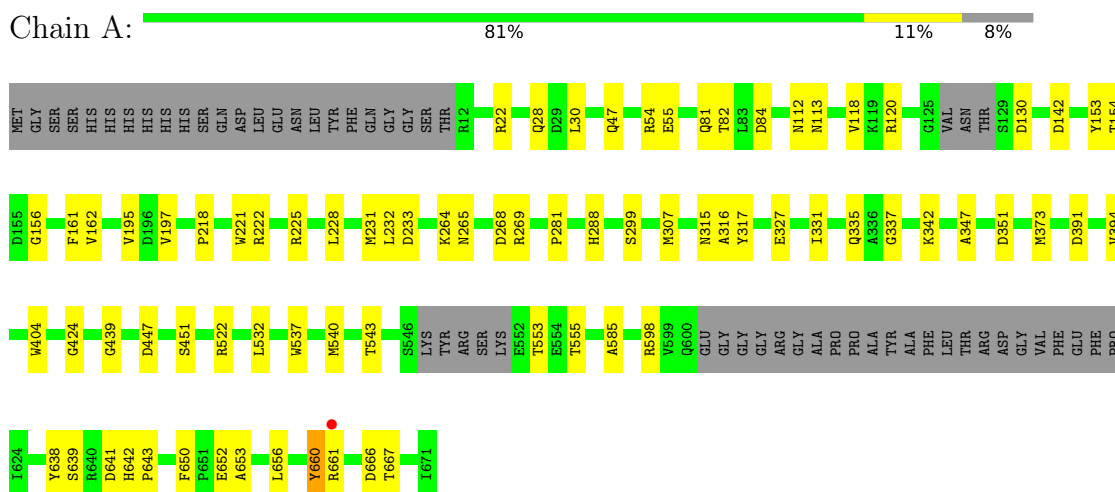 Chain A:
81% 11% 8%
MET GLY SER SER HIS HIS HIS HIS HIS HIS SER GLN ASP LEU GLU ASN LEU TYR PHE GLN GLY GLY SER THR R12 R22 Q28 D29 L30 Q47 R54 E55 Q81 T82 L83 D84 N112 N113 V118 K119 R120 G125 VAL ASN THR S129 D130 D142 Y153 T154
D155 G156 F161 V162 V195 D196 V197 P218 W221 R222 R225 L228 M231 L232 D233 K264 N265 D268 R269 P281 H288 S299 M307 N315 A316 Y317 E327 I331 Q335 A336 G337 K342 A347 D351 M373 D391 V394
W404 G424 G439 D447 S451 R522 L532 W537 M540 T543 S546 LYS TYR ARG SER LYS E552 T553 E554 T555 A585 R598 V599 Q600 GLU GLY GLY GLY ARG GLY ALA PRO PRO ALA TYR ALA PHE LEU THR ARG ASP GLY VAL PHE GLU PHE PRO
I624 Y638 S639 R640 D641 H642 P643 F650 P651 E652 A653 L656 Y660 R661 D666 T667 I671